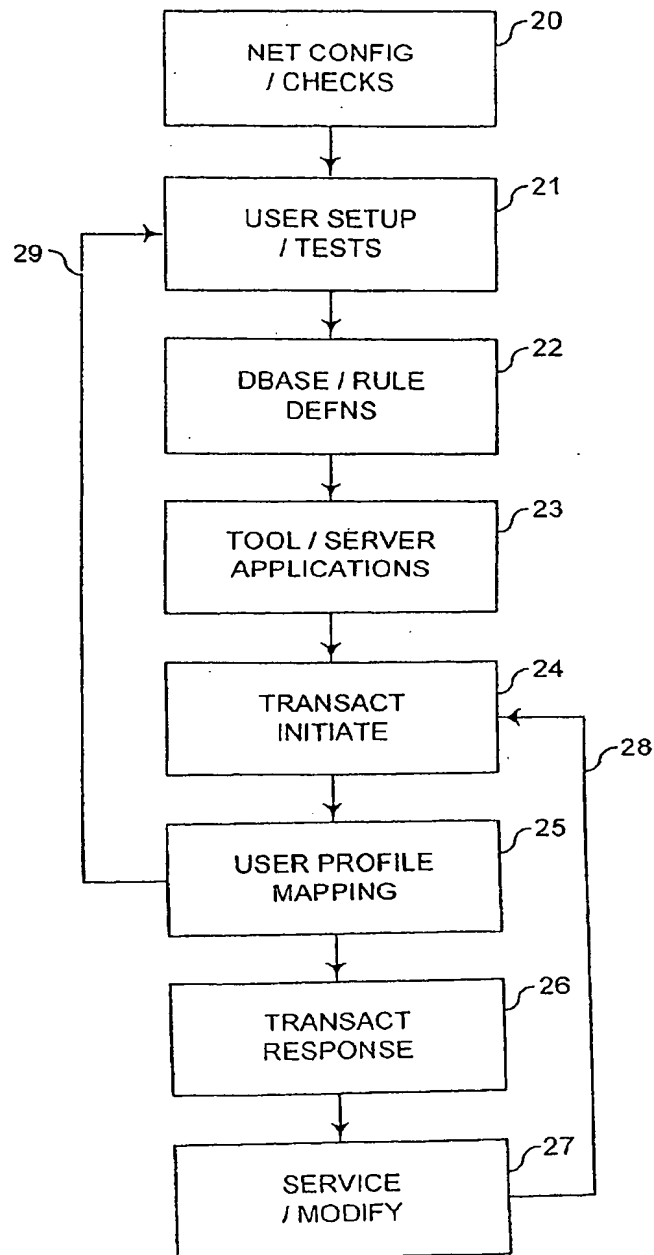 20
NET CONFIG
/ CHECKS
21
USER SETUP
/ TESTS
29
22
DBASE / RULE
DEFNS
23
TOOL / SERVER
APPLICATIONS
24
TRANSACT
INITIATE
28
25
USER PROFILE
MAPPING
26
TRANSACT
RESPONSE
27
SERVICE
/ MODIFY